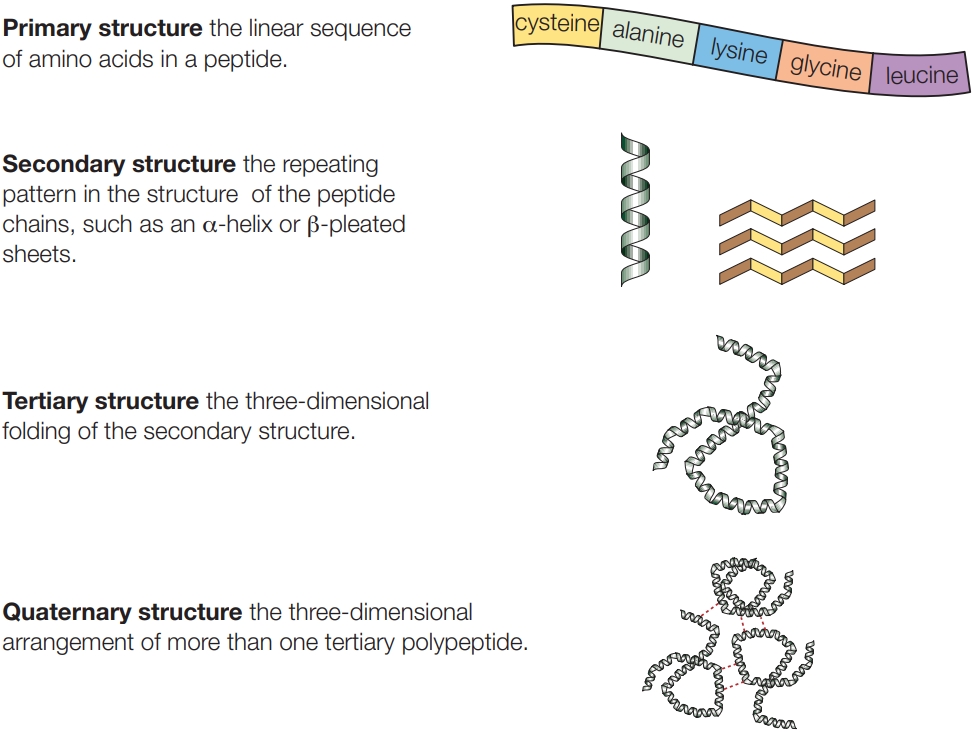 Primary structure the linear sequence
of amino acids in a peptide.
cysteine
alanine
lysine
glycine
leucine
Secondary structure the repeating
pattern in the structure of the peptide
chains, such as an α-helix or β-pleated
sheets.
Tertiary structure the three-dimensional
folding of the secondary structure.
Quaternary structure the three-dimensional
arrangement of more than one tertiary polypeptide.